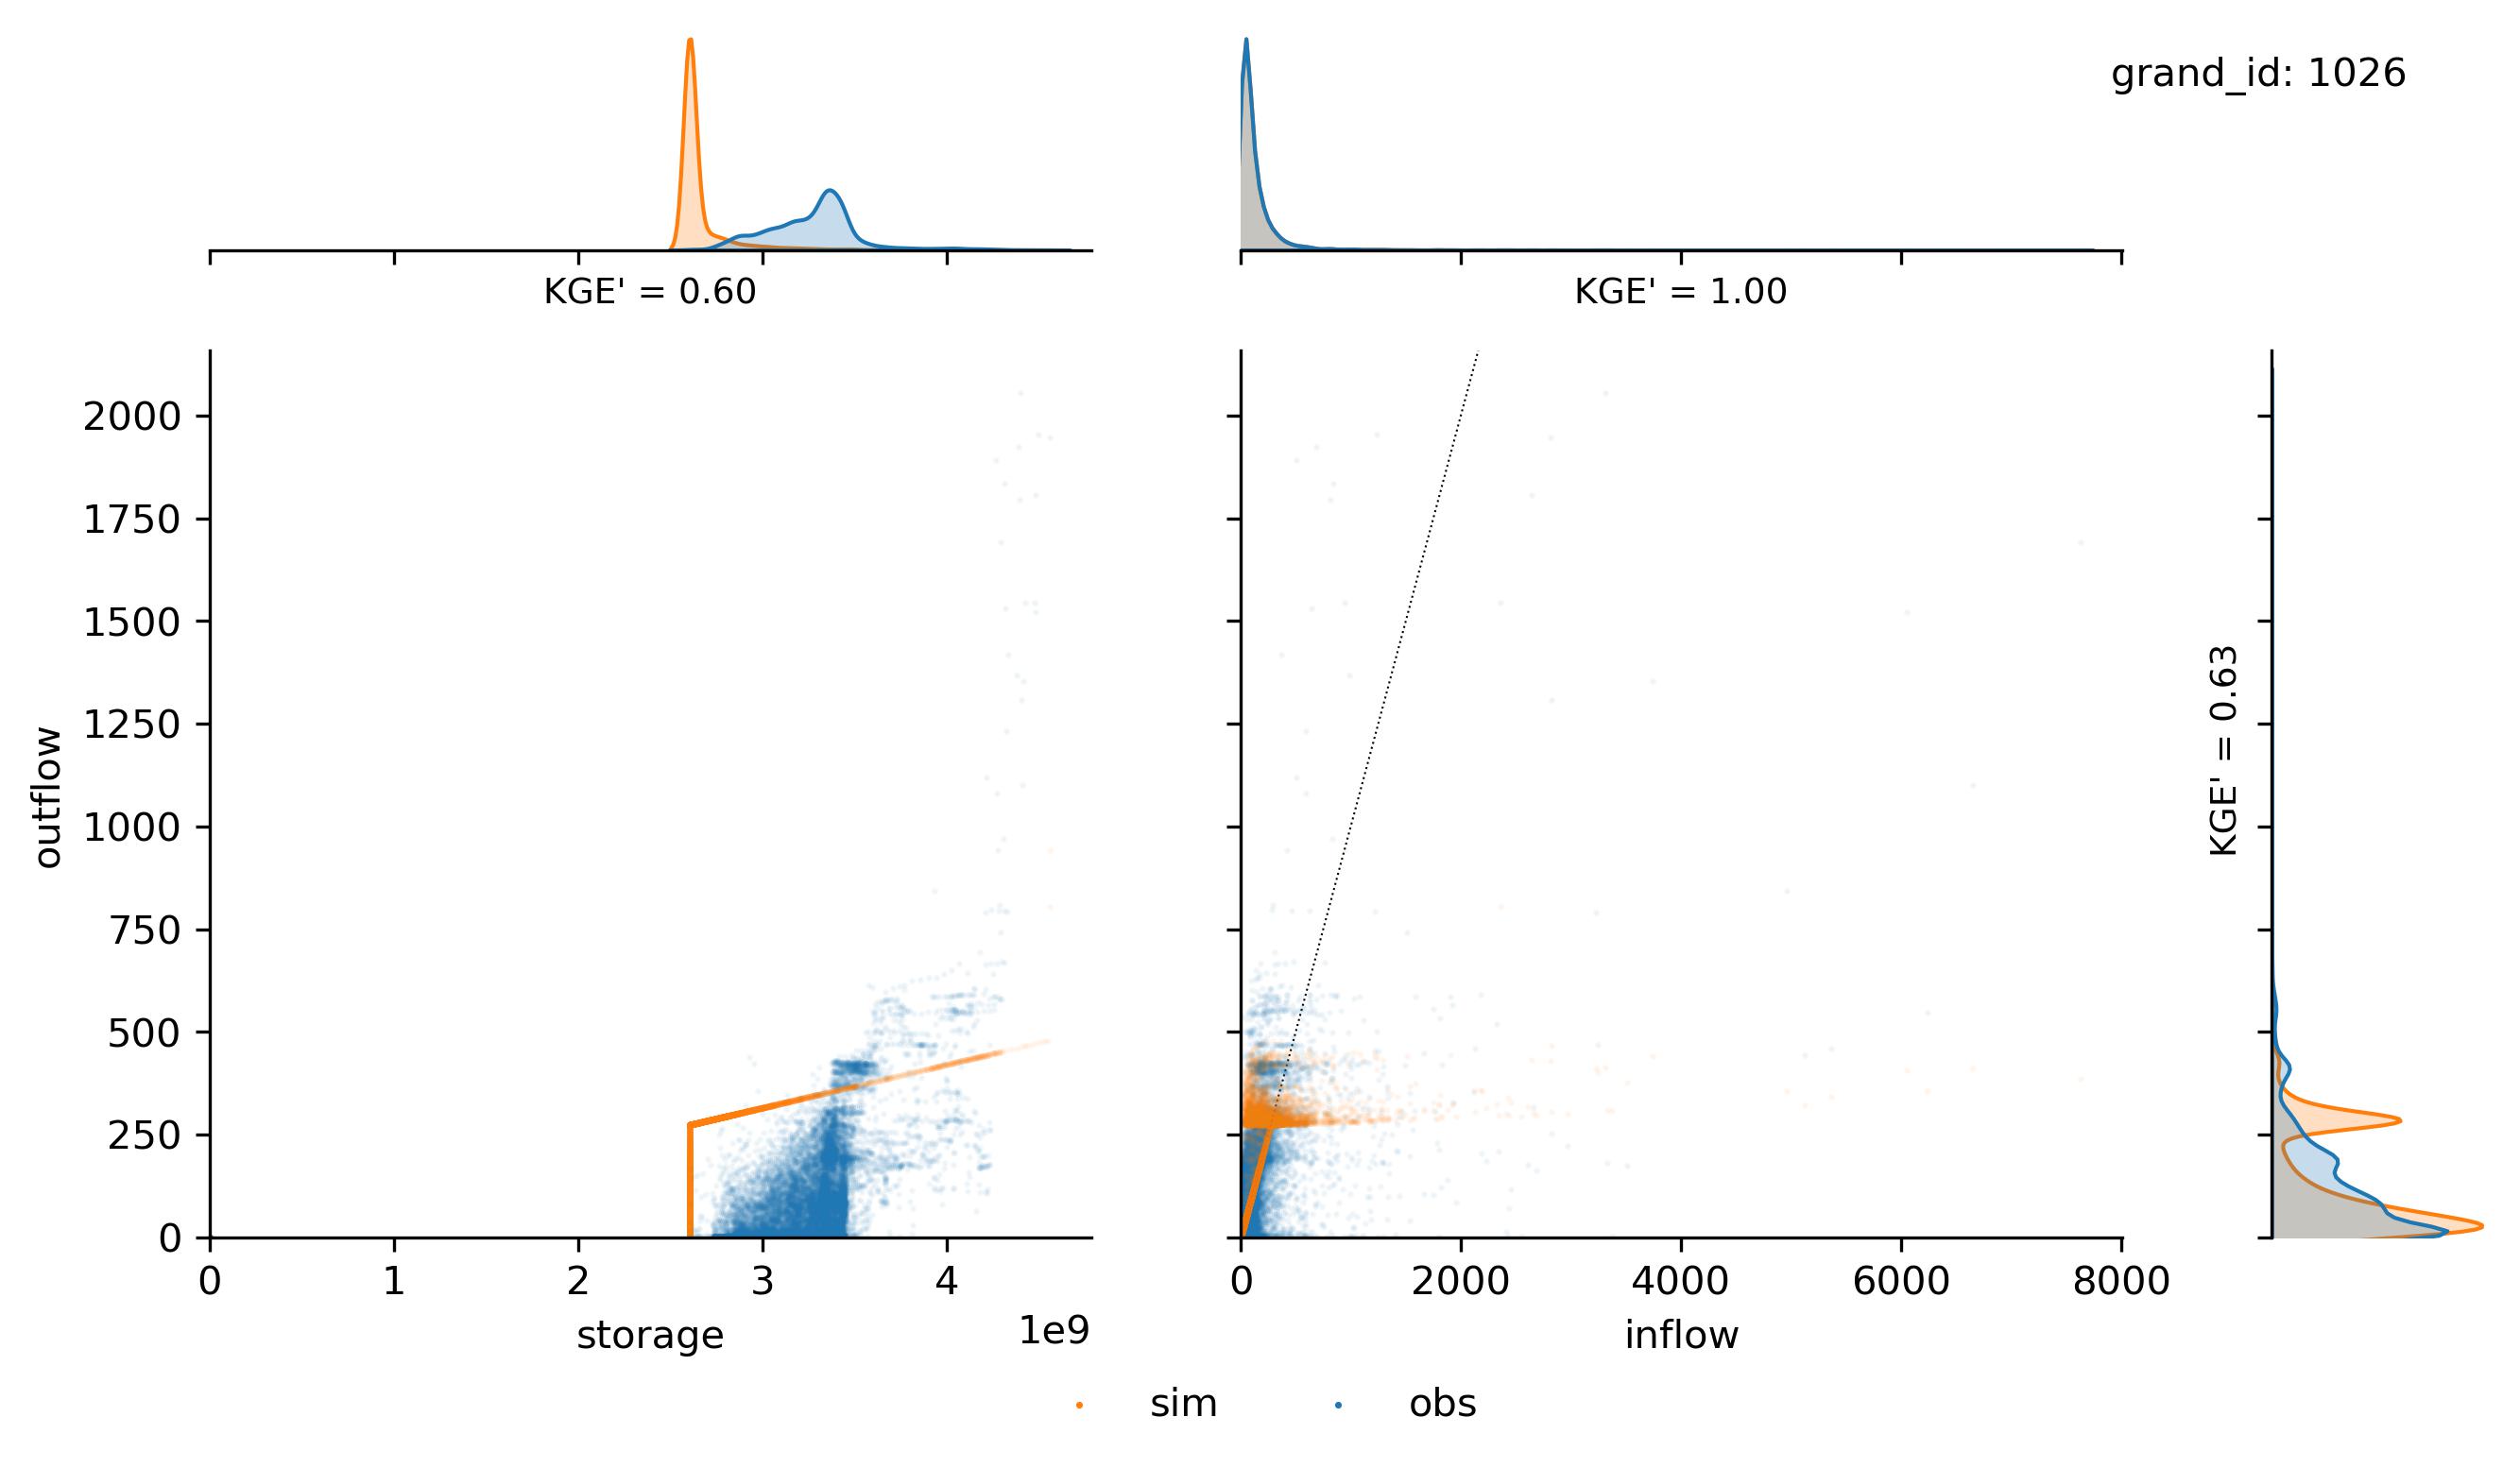 grand_id: 1026
KGE' = 0.60
KGE' = 1.00
2000
1750
1500
1250
1000
750
500
250
0
outflow
KGE' = 0.63
0 1 2 3 4
storage
1e9
0 2000 4000 6000 8000
inflow
sim obs